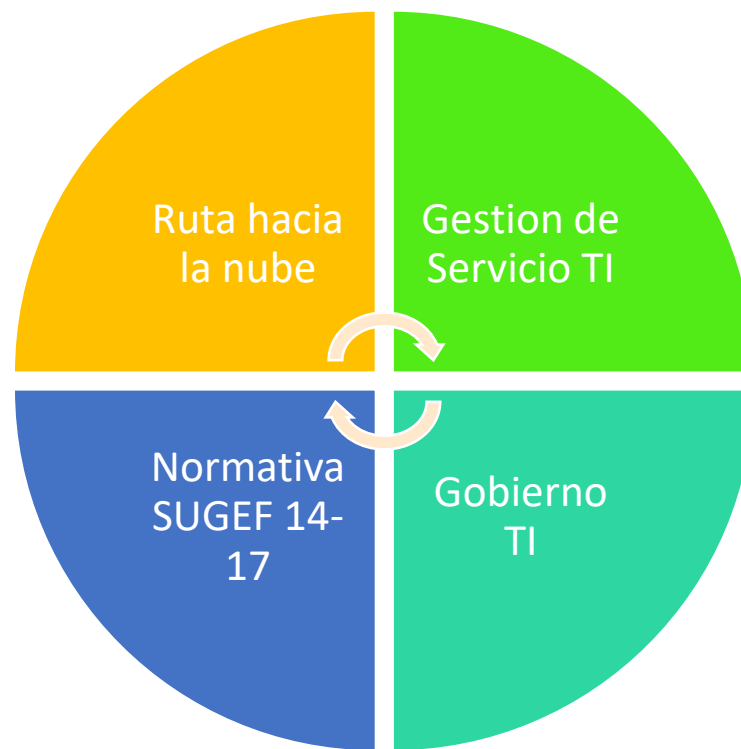 Ruta hacia
la nube
Gestion de
Servicio TI
Normativa
SUGEF 14-
17
Gobierno
TI